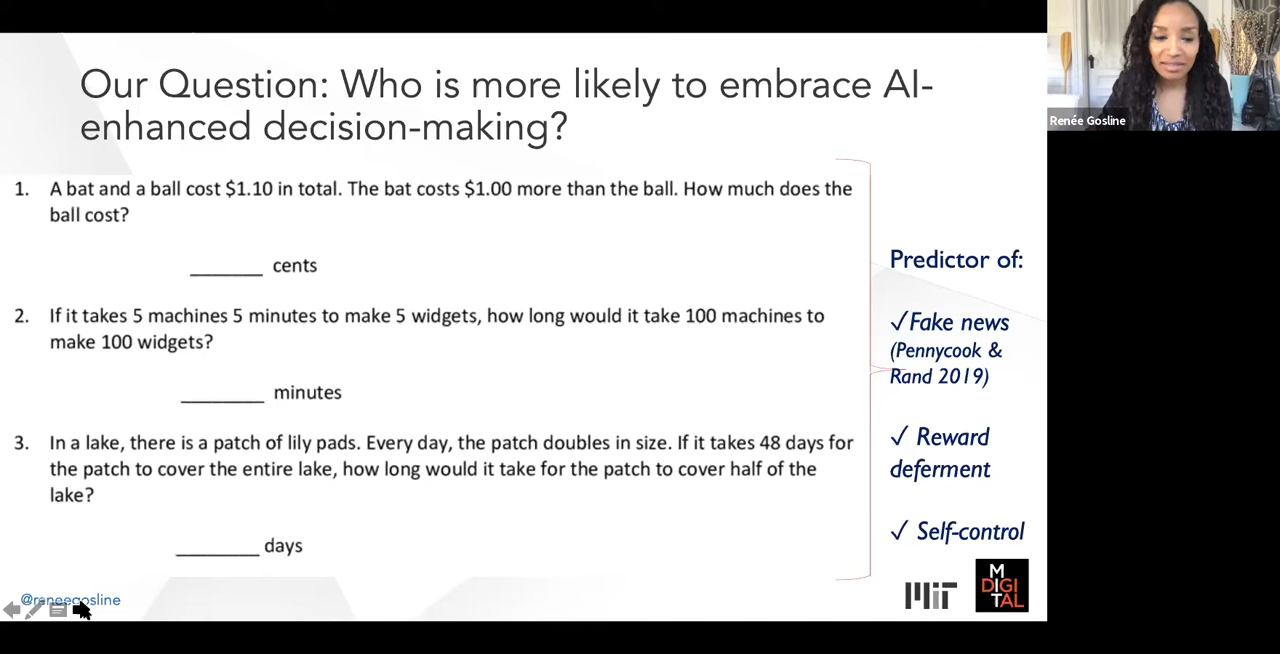 Our Question: Who is more likely to embrace AI-
enhanced decision-making?
Renée Gosline
1. A bat and a ball cost $1.10 in total. The bat costs $1.00 more than the ball. How much does the
ball cost?
_______ cents
2. If it takes 5 machines 5 minutes to make 5 widgets, how long would it take 100 machines to
make 100 widgets?
________ minutes
3. In a lake, there is a patch of lily pads. Every day, the patch doubles in size. If it takes 48 days for
the patch to cover the entire lake, how long would it take for the patch to cover half of the
lake?
________ days
Predictor of:
✓Fake news
(Pennycook &
Rand 2019)
✓ Reward
deferment
✓ Self-control
@reneegosline
MIT
M
DIGI
TAL